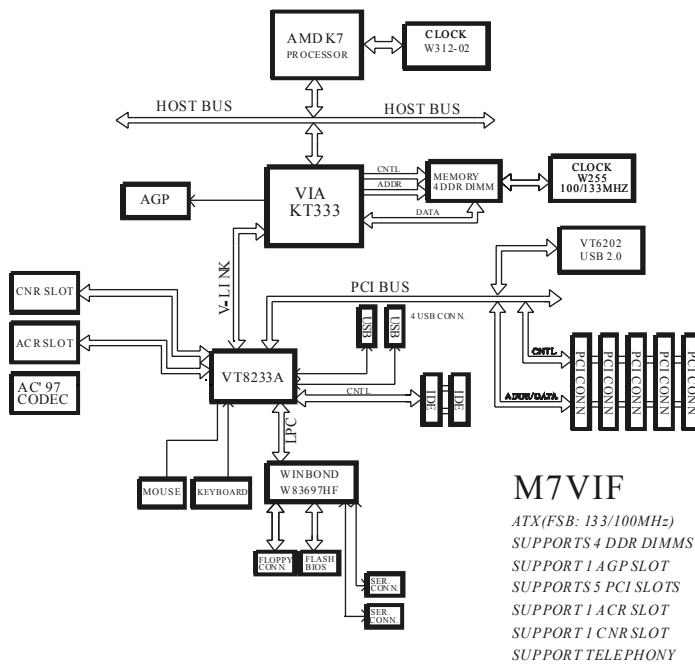 AMD K7
PROCESSOR
CLOCK
W312-02
HOST BUS
HOST BUS
VIA
KT333
CNTL
ADDR
DATA
MEMORY
4 DDR DIMM
CLOCK
W255
100/133MHZ
AGP
V-LINK
VT6202
USB 2.0
PCI BUS
CNR SLOT
ACR SLOT
AC' 97
CODEC
VT8233A
USB
USB
4 USB CONN.
CNTL
IDE
IDE
CNTL
ADDR/DATA
PCI CONN
PCI CONN
PCI CONN
PCI CONN
PCI CONN
LPC
MOUSE
KEYBOARD
WINBOND
W83697HF
FLOPPY
CONN.
FLASH
BIOS
SER.
CONN.
SER.
CONN.
M7VIF
ATX(FSB: 133/100MHz)
SUPPORTS 4 DDR DIMMS
SUPPORT 1 AGP SLOT
SUPPORTS 5 PCI SLOTS
SUPPORT 1 ACR SLOT
SUPPORT 1 CNR SLOT
SUPPORT TELEPHONY